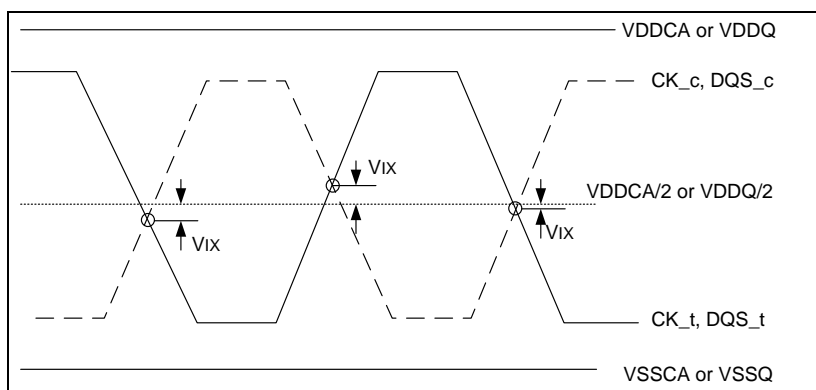 VDDCA or VDDQ
CK_c, DQS_c
VIX
VDDCA/2 or VDDQ/2
VIX
VIX
CK_t, DQS_t
VSSCA or VSSQ